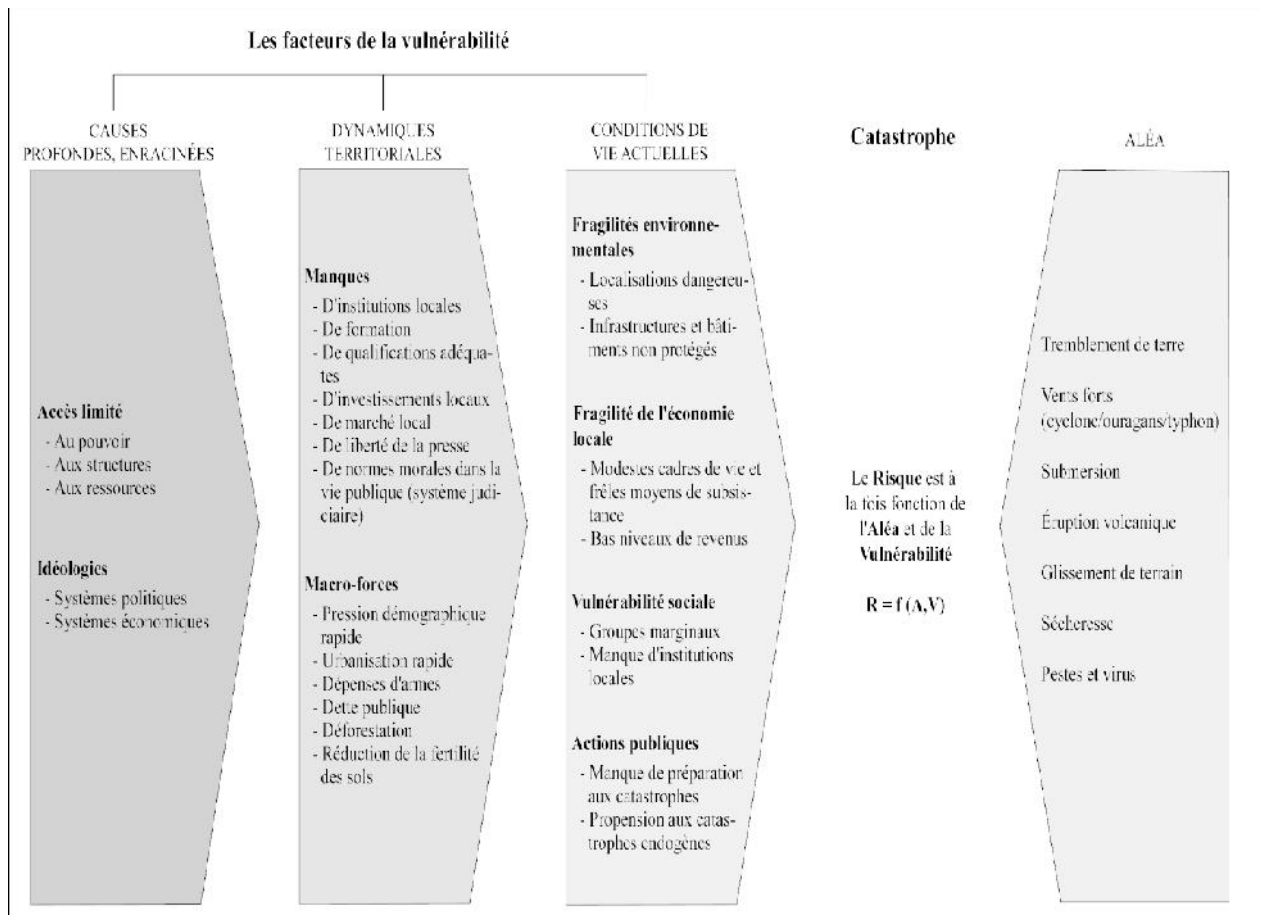 Les facteurs de la vulnérabilité
CAUSES
PROFONDES, ENRACINÉES
Accès limité
- Au pouvoir
- Aux structures
- Aux ressources
Idéologies
- Systèmes politiques
- Systèmes économiques
DYNAMIQUES
TERRITORIALES
Manques
- D'institutions locales
- De formation
- De qualifications adéqua-
tes
- D'investissements locaux
- De marché local
- De liberté de la presse
- De normes morales dans la
vie publique (système judi-
ciaire)
Macro-forces
- Pression démographique
rapide
- Urbanisation rapide
- Dépenses d'armes
- Dette publique
- Déforestation
- Réduction de la fertilité
des sols
CONDITIONS DE
VIE ACTUELLES
Fragilités environne-
mentales
- Localisations dangereu-
ses
- Infrastructures et bâti-
ments non protégés
Fragilité de l'économie
locale
- Modestes cadres de vie et
frêles moyens de subsis-
tance
- Bas niveaux de revenus
Vulnérabilité sociale
- Groupes marginaux
- Manque d'institutions
locales
Actions publiques
- Manque de préparation
aux catastrophes
- Propension aux catas-
trophes endogènes
Catastrophe
Le Risque est à
la fois fonction de
l'Aléa et de la
Vulnérabilité
R = f (A,V)
ALÉA
Tremblement de terre
Vents forts
(cyclone/ouragans/typhon)
Submersion
Éruption volcanique
Glissement de terrain
Sécheresse
Pestes et virus